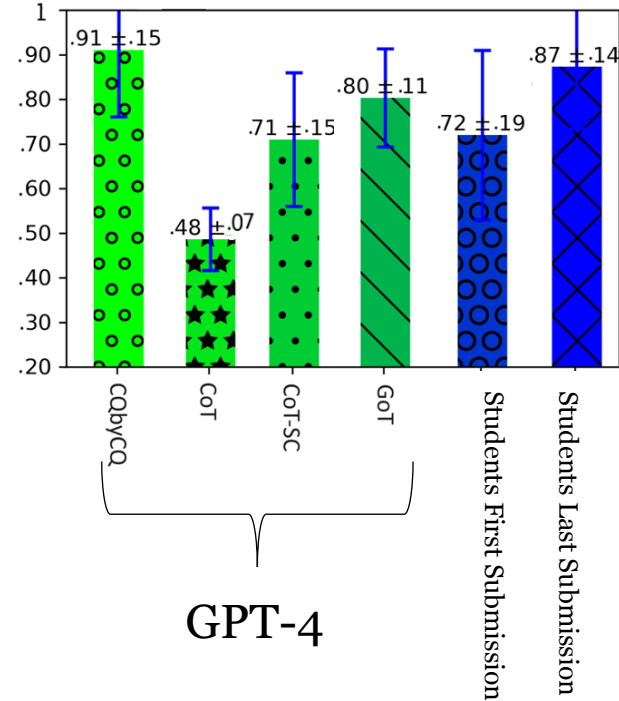 1
.90
.80
.70
.60
.50
.40
.30
.20
.91 ±.15
.48 ±.07
.71 ±.15
.80 ±.11
.72 ±.19
.87 ±.14
CQbyCQ
CoT
CoT-SC
GoT
Students First Submission
Students Last Submission
GPT-4